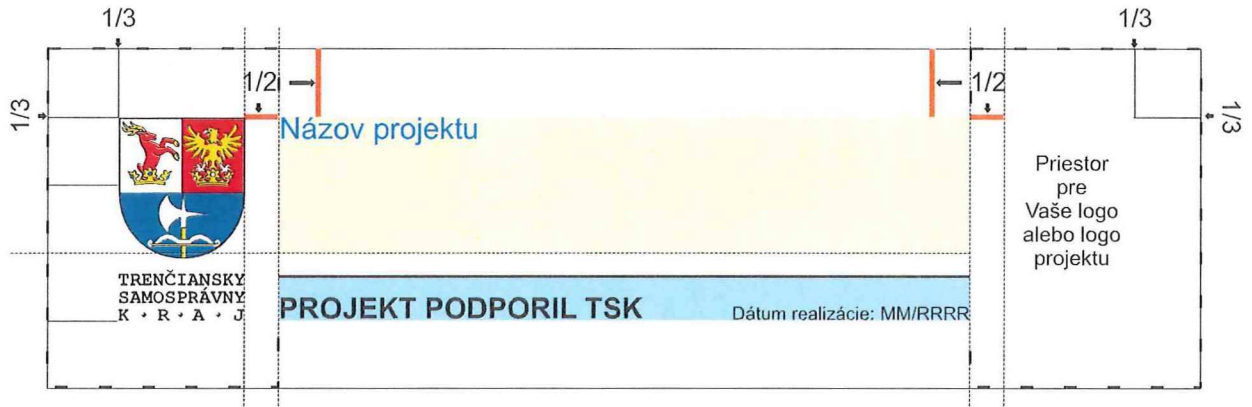 1/3
1/3
1/2
1/2
1/3
1/3
Názov projektu
Priestor
pre
Vaše logo
alebo logo
projektu
TRENČIANSKY
SAMOSPRÁVNY
K · R · A · J
PROJEKT PODPORIL TSK
Dátum realizácie: MM/RRRR